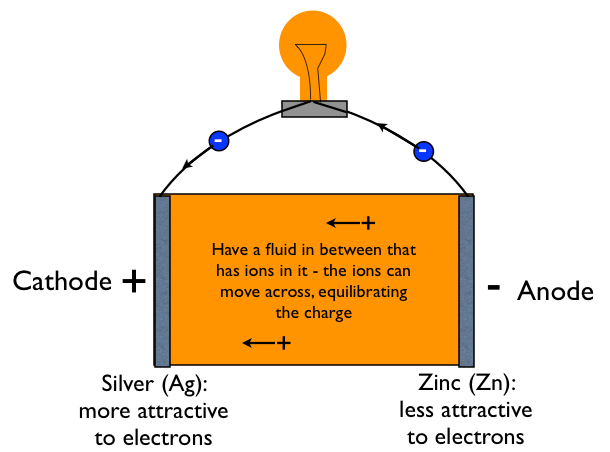 -
-
+
Have a fluid in between that
has ions in it - the ions can
move across, equilibrating
the charge
Cathode +
- Anode
+
Silver (Ag):
more attractive
to electrons
Zinc (Zn):
less attractive
to electrons